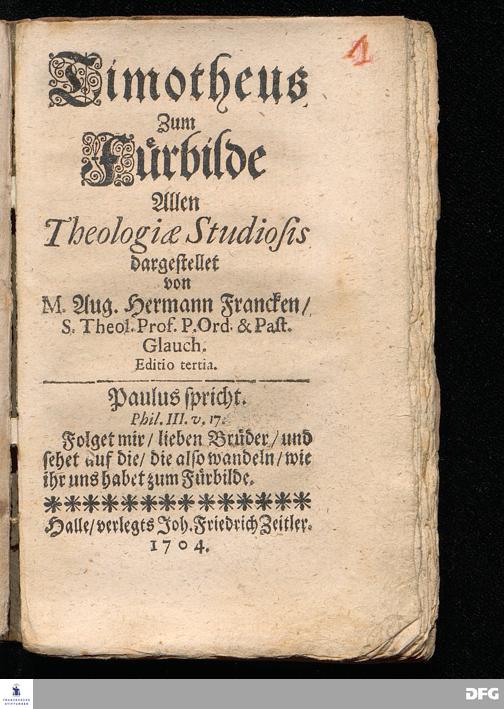 1
Timotheus
Zum
Fürbilde
Allen
Theologiæ Studiosis
dargestellet
von
M. Aug. Hermann Francken/
S. Theol. Prof. P. Ord. & Past.
Glauch.
Editio tertia.
Paulus spricht.
Phil. III. v. 17.
Folget mir/ lieben Brüder/ und
sehet auf die/ die also wandeln/ wie
ihr uns habet zum Fürbilde.
***************
Halle/ verlegts Joh. Friedrich Zeitler.
1704.
FRANCKESCHE
STIFTUNGEN
DFG